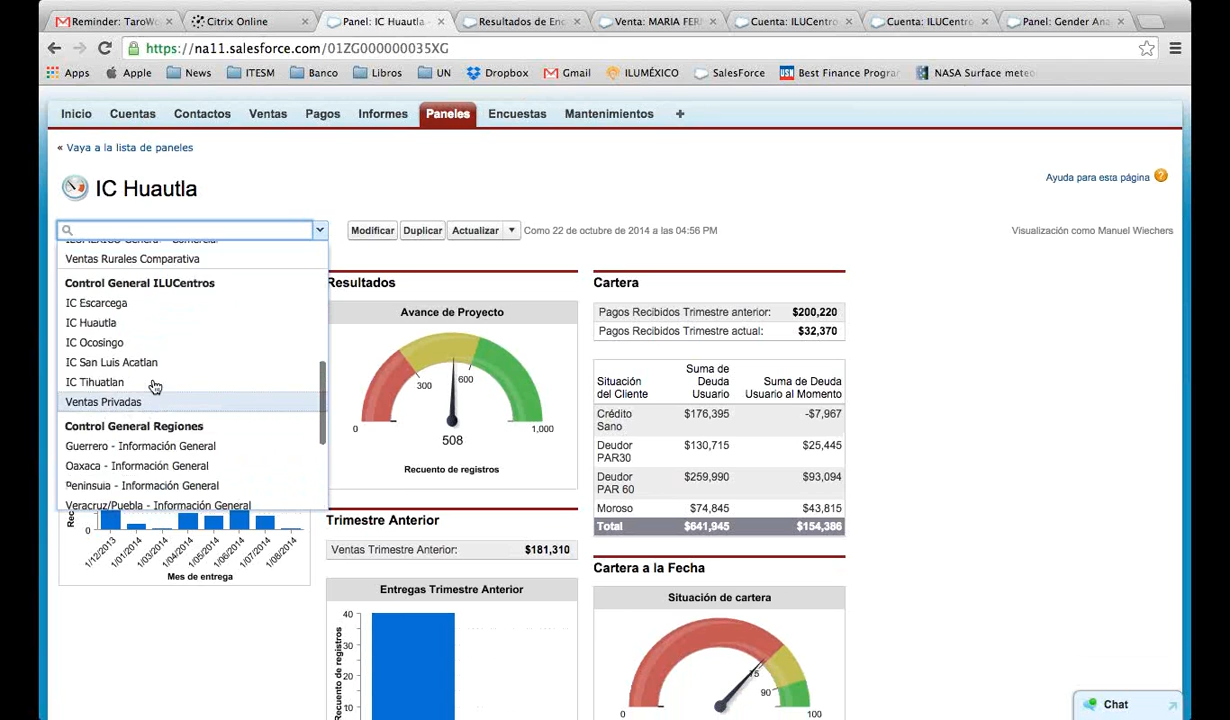 Reminder: TaroWo
Citrix Online
Panel: IC Huautla -
Resultados de Enc
Venta: MARIA FER
Cuenta: ILUCentro
Cuenta: ILUCentro
Panel: Gender Ana
https://na11.salesforce.com/01ZG000000035XG
Apps
Apple
News
ITESM
Banco
Libros
UN
Dropbox
Gmail
ILUMÉXICO
SalesForce
Best Finance Progra
NASA Surface meteo
Inicio
Cuentas
Contactos
Ventas
Pagos
Informes
Paneles
Encuestas
Mantenimientos
+
« Vaya a la lista de paneles
IC Huautla
Ayuda para esta página ?
Modificar
Duplicar
Actualizar
Como 22 de octubre de 2014 a las 04:56 PM
Visualización como Manuel Wiechers
Ventas Rurales Comparativa
Control General ILUCentros
IC Escarcega
IC Huautla
IC Ocosingo
IC San Luis Acatlan
IC Tihuatlan
Ventas Privadas
Control General Regiones
Guerrero - Información General
Oaxaca - Información General
Peninsula - Información General
Veracruz/Puebla - Información General
0
1/12/2013
1/01/2014
1/03/2014
1/04/2014
1/05/2014
1/06/2014
1/07/2014
1/08/2014
Mes de entrega
Resultados
Avance de Proyecto
0
300
600
1,000
508
Recuento de registros
Trimestre Anterior
Ventas Trimestre Anterior: $181,310
Entregas Trimestre Anterior
Recuento de registros
40
30
20
10
Cartera
Pagos Recibidos Trimestre anterior: $200,220
Pagos Recibidos Trimestre actual: $32,370
Situación del Cliente
Suma de Deuda Usuario
Suma de Deuda Usuario al Momento
Crédito Sano $176,395 -$7,967
Deudor PAR30 $130,715 $25,445
Deudor PAR 60 $259,990 $93,094
Moroso $74,845 $43,815
Total $641,945 $154,386
Cartera a la Fecha
Situación de cartera
0
75
90
100
Chat